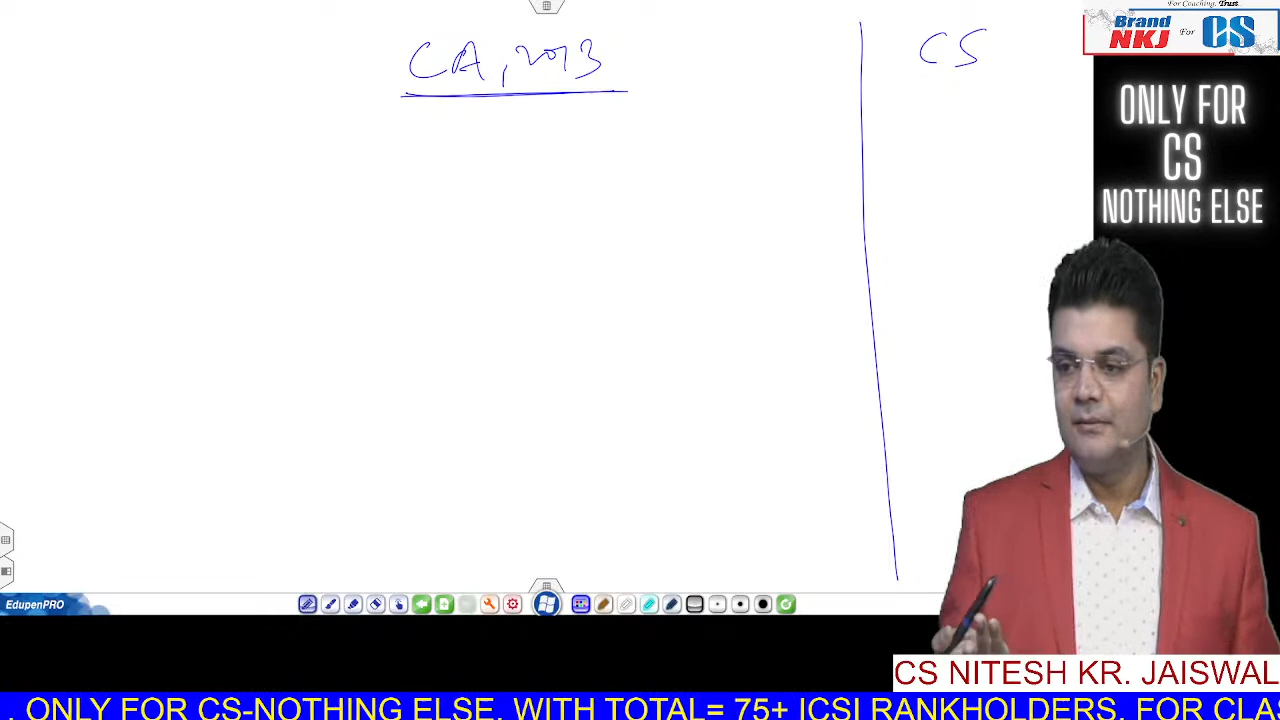 For Coaching, Trust
Brand
NKJ
For
CS
CA, 2013
CS
ONLY FOR
CS
NOTHING ELSE
EdupenPRO
CS NITESH KR. JAISWAL
. ONLY FOR CS-NOTHING ELSE, WITH TOTAL= 75+ ICSI RANKHOLDERS. FOR CLA